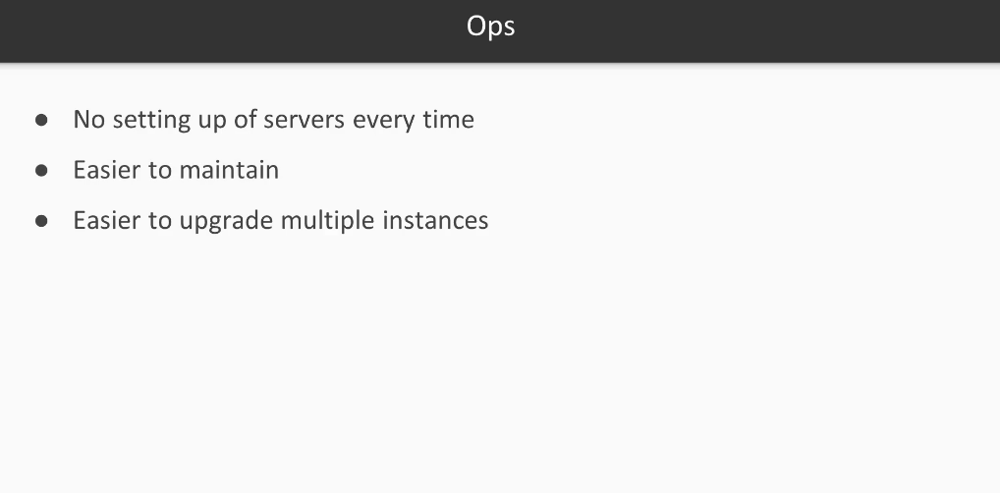 Ops
● No setting up of servers every time
● Easier to maintain
● Easier to upgrade multiple instances